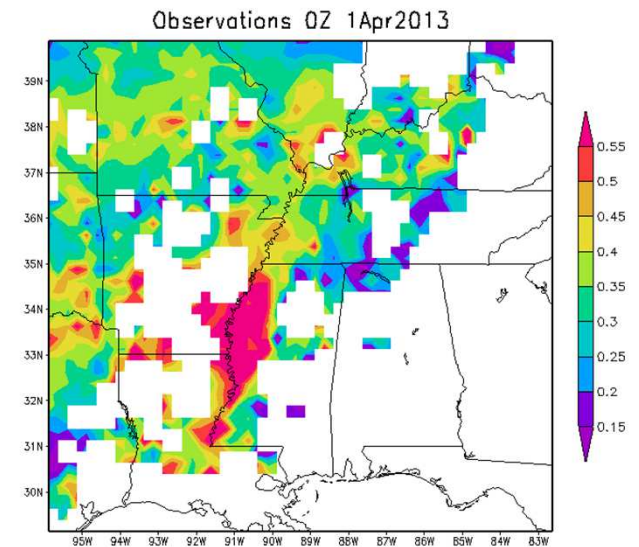 Observations 0Z 1Apr2013
39N
38N
37N
36N
35N
34N
33N
32N
31N
30N
95W 94W 93W 92W 91W 90W 89W 88W 87W 86W 85W 84W 83W
0.55
0.5
0.45
0.4
0.35
0.3
0.25
0.2
0.15